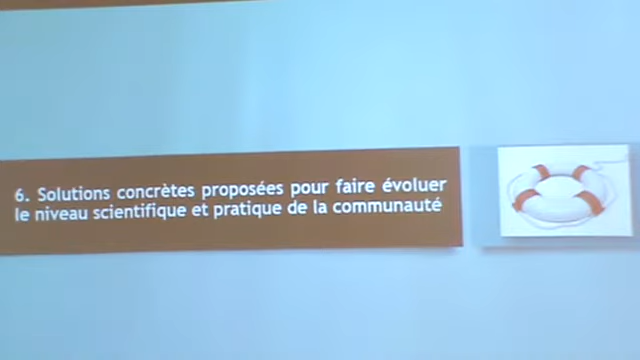 6. Solutions concrètes proposées pour faire évoluer
le niveau scientifique et pratique de la communauté